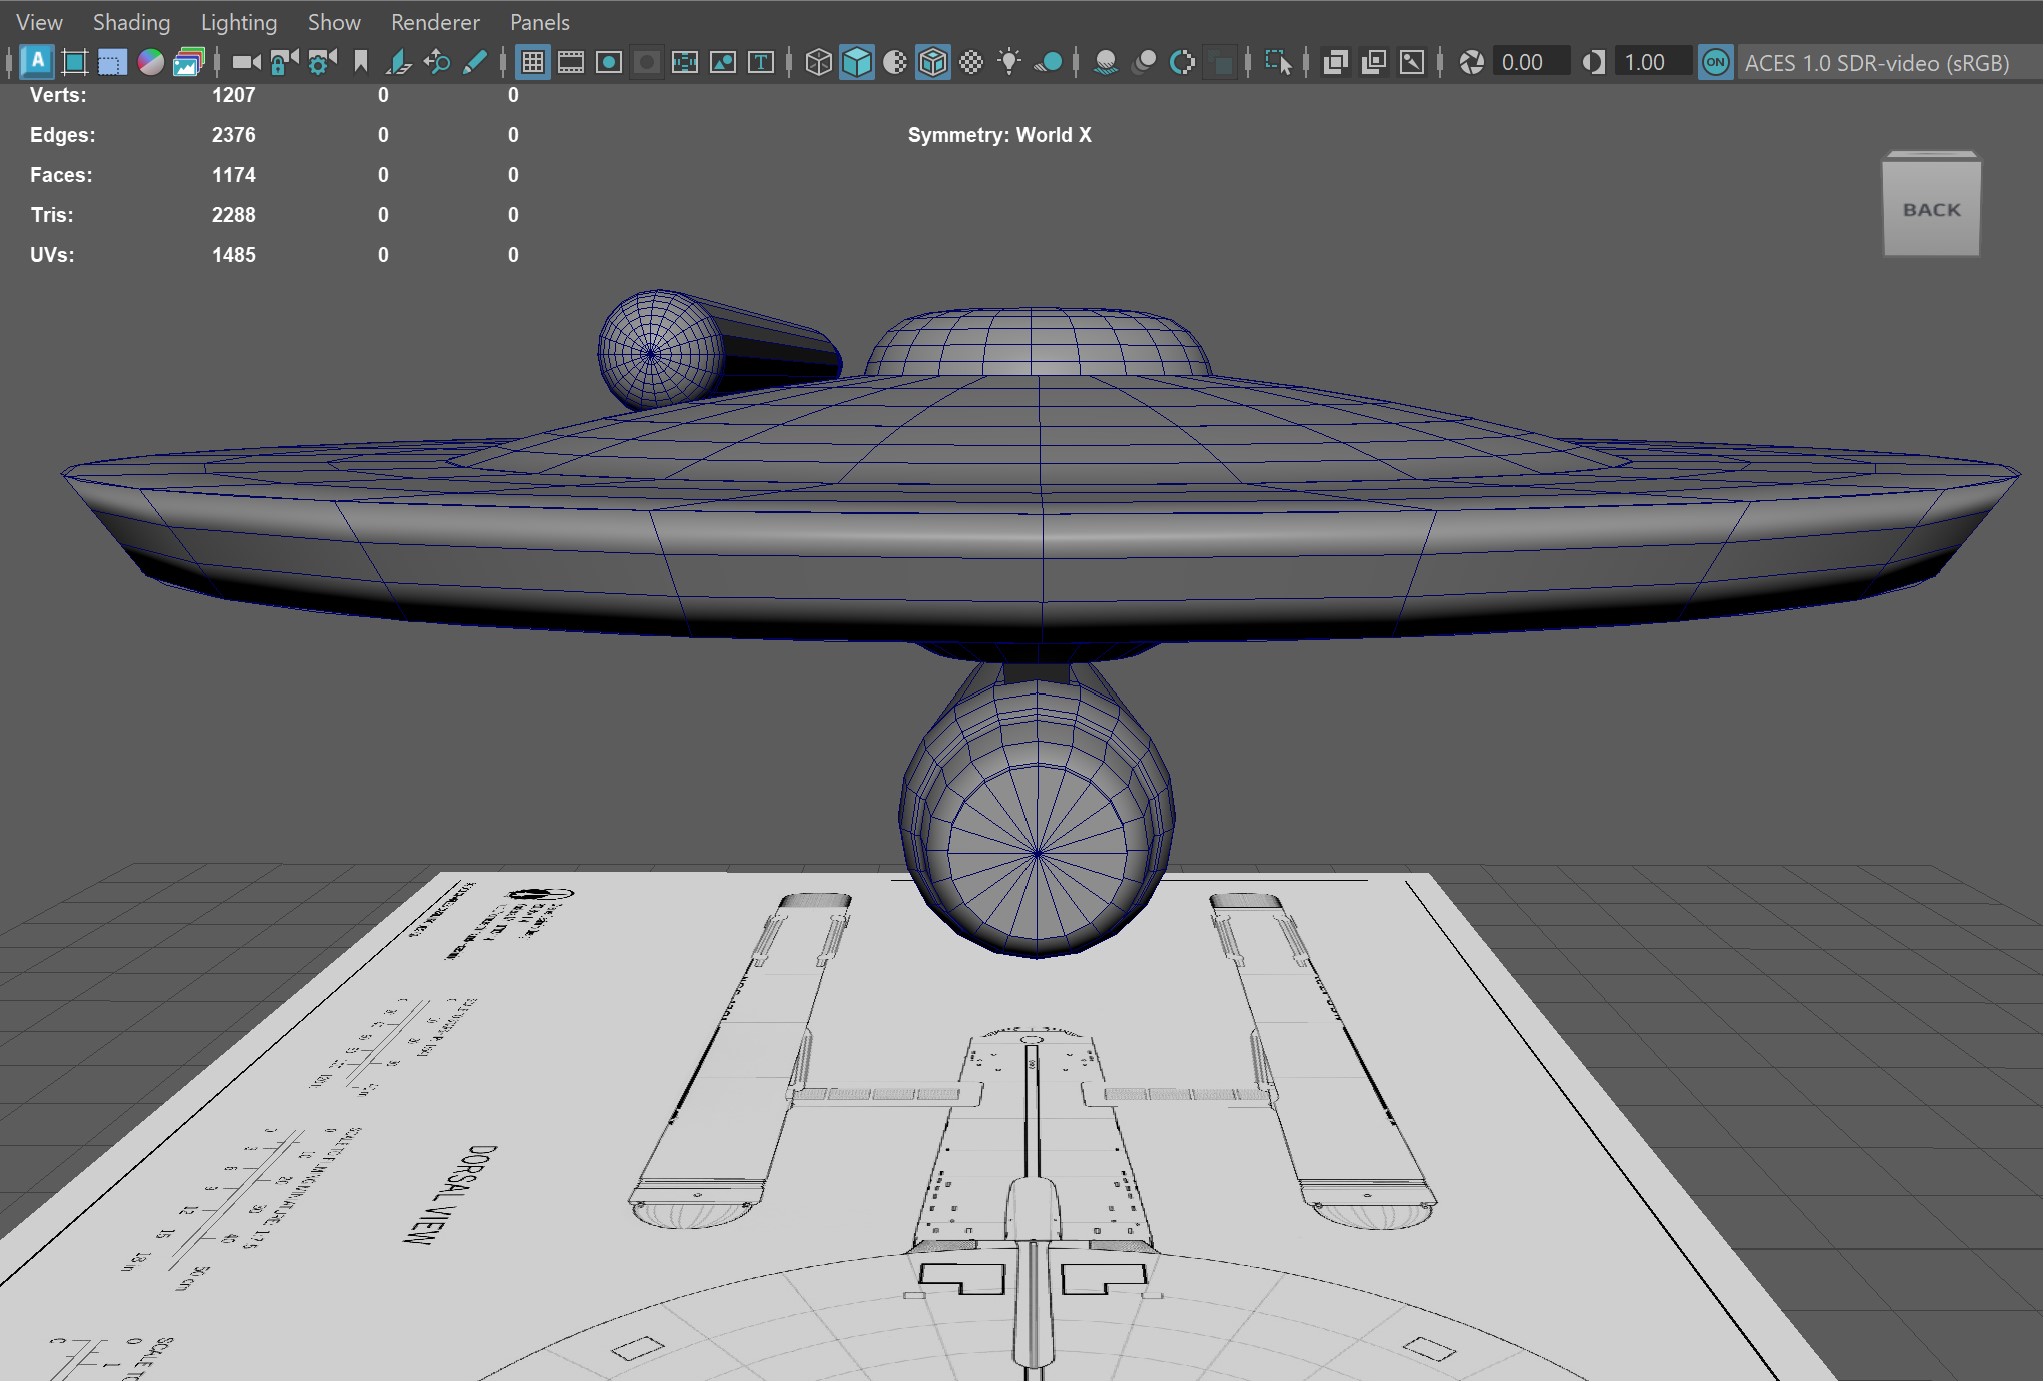 View Shading Lighting Show Renderer Panels
A T 0.00 1.00 ON ACES 1.0 SDR-video (sRGB)
Verts: 1207 0 0
Edges: 2376 0 0
Faces: 1174 0 0
Tris: 2288 0 0
UVs: 1485 0 0
Symmetry: World X
BACK
DORSAL VIEW